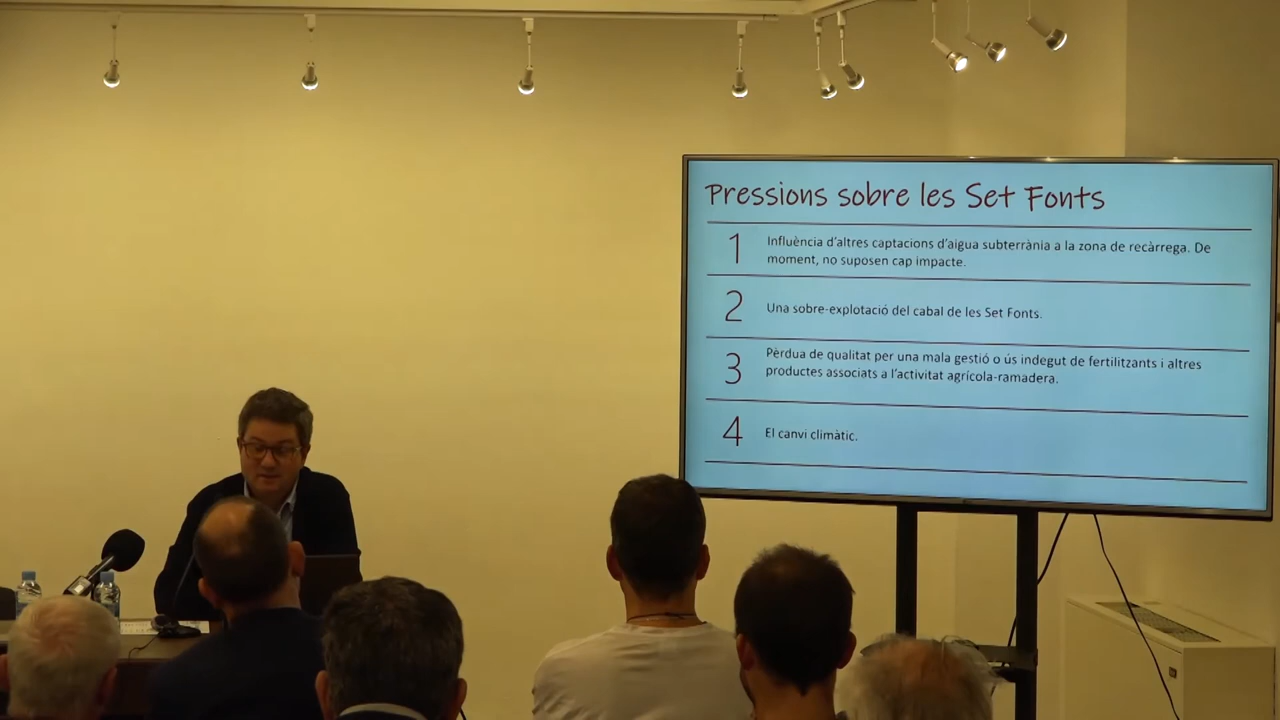 Pressions sobre les Set Fonts
1
Influència d'altres captacions d'aigua subterrània a la zona de recàrrega. De
moment, no suposen cap impacte.
2
Una sobre-explotació del cabal de les Set Fonts.
3
Pèrdua de qualitat per una mala gestió o ús indegut de fertilitzants i altres
productes associats a l'activitat agrícola-ramadera.
4
El canvi climàtic.